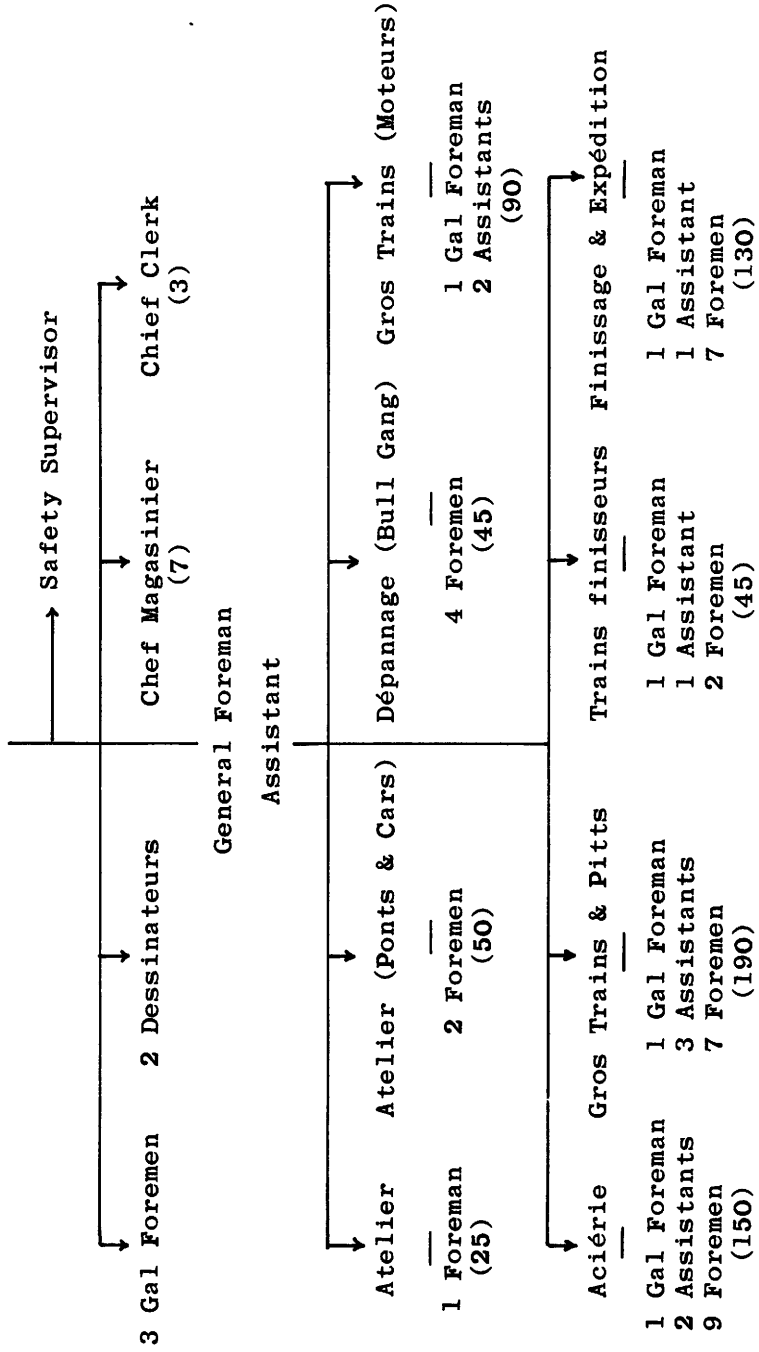 Safety Supervisor
3 Gal Foremen
2 Dessinateurs
Chef Magasinier
(7)
Chief Clerk
(3)
General Foreman
Assistant
Atelier
1 Foreman
(25)
Atelier (Ponts & Cars)
2 Foremen
(50)
Dépannage (Bull Gang)
4 Foremen
(45)
Gros Trains (Moteurs)
1 Gal Foreman
2 Assistants
(90)
Aciérie
1 Gal Foreman
2 Assistants
9 Foremen
(150)
Gros Trains & Pitts
1 Gal Foreman
3 Assistants
7 Foremen
(190)
Trains finisseurs
1 Gal Foreman
1 Assistant
2 Foremen
(45)
Finissage & Expédition
1 Gal Foreman
1 Assistant
7 Foremen
(130)